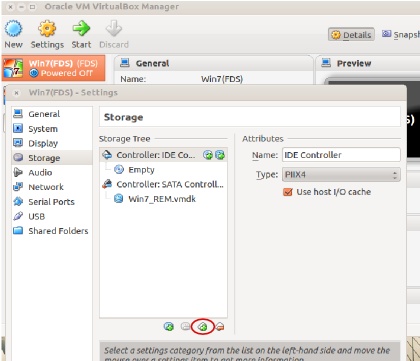 Oracle VM VirtualBox Manager
New Settings Start Discard
Details Snaps
Win7(FDS) (FDS)
Powered Off
General
Name: Win7(FDS)
Preview
Win7(FDS) - Settings
General
System
Display
Storage
Audio
Network
Serial Ports
USB
Shared Folders
Storage
Storage Tree
Controller: IDE Co...
Empty
Controller: SATA Controll...
Win7_REM.vmdk
Attributes
Name: IDE Controller
Type: PIIX4
Use host I/O cache
Select a settings category from the list on the left-hand side and move the
mouse over a settings item to get more information.